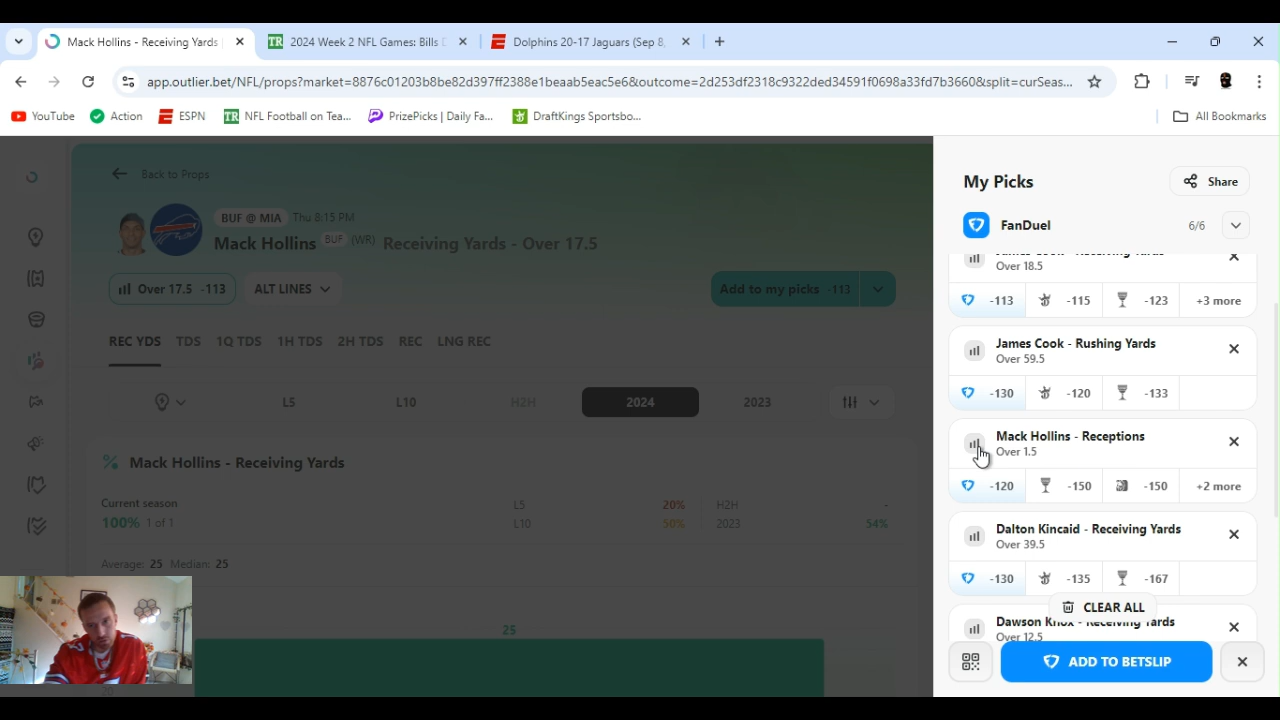 Mack Hollins - Receiving Yards
2024 Week 2 NFL Games: Bills
Dolphins 20-17 Jaguars (Sep 8,
app.outlier.bet/NFL/props?market=8876c01203b8be82d397ff2388e1beaab5eac5e6&outcome=2d253df2318c9322ded34591f0698a33fd7b3660&split=curSeas...
YouTube
Action
ESPN
NFL Football on Tea...
PrizePicks | Daily Fa...
DraftKings Sportsbo...
All Bookmarks
Back to Props
BUF @ MIA Thu 8:15 PM
Mack Hollins BUF (WR) Receiving Yards - Over 17.5
Over 17.5 -113
ALT LINES
Add to my picks -113
REC YDS TDS 1Q TDS 1H TDS 2H TDS REC LNG REC
L5 L10 H2H 2024 2023
Mack Hollins - Receiving Yards
Current season
100% 1 of 1
L5 20% H2H -
L10 50% 2023 54%
Average: 25 Median: 25
25
20
My Picks
Share
FanDuel 6/6
Over 18.5
-113 -115 -123 +3 more
James Cook - Rushing Yards
Over 59.5
-130 -120 -133
Mack Hollins - Receptions
Over 1.5
-120 -150 -150 +2 more
Dalton Kincaid - Receiving Yards
Over 39.5
-130 -135 -167
CLEAR ALL
Dawson Knox - Receiving Yards
Over 12.5
ADD TO BETSLIP